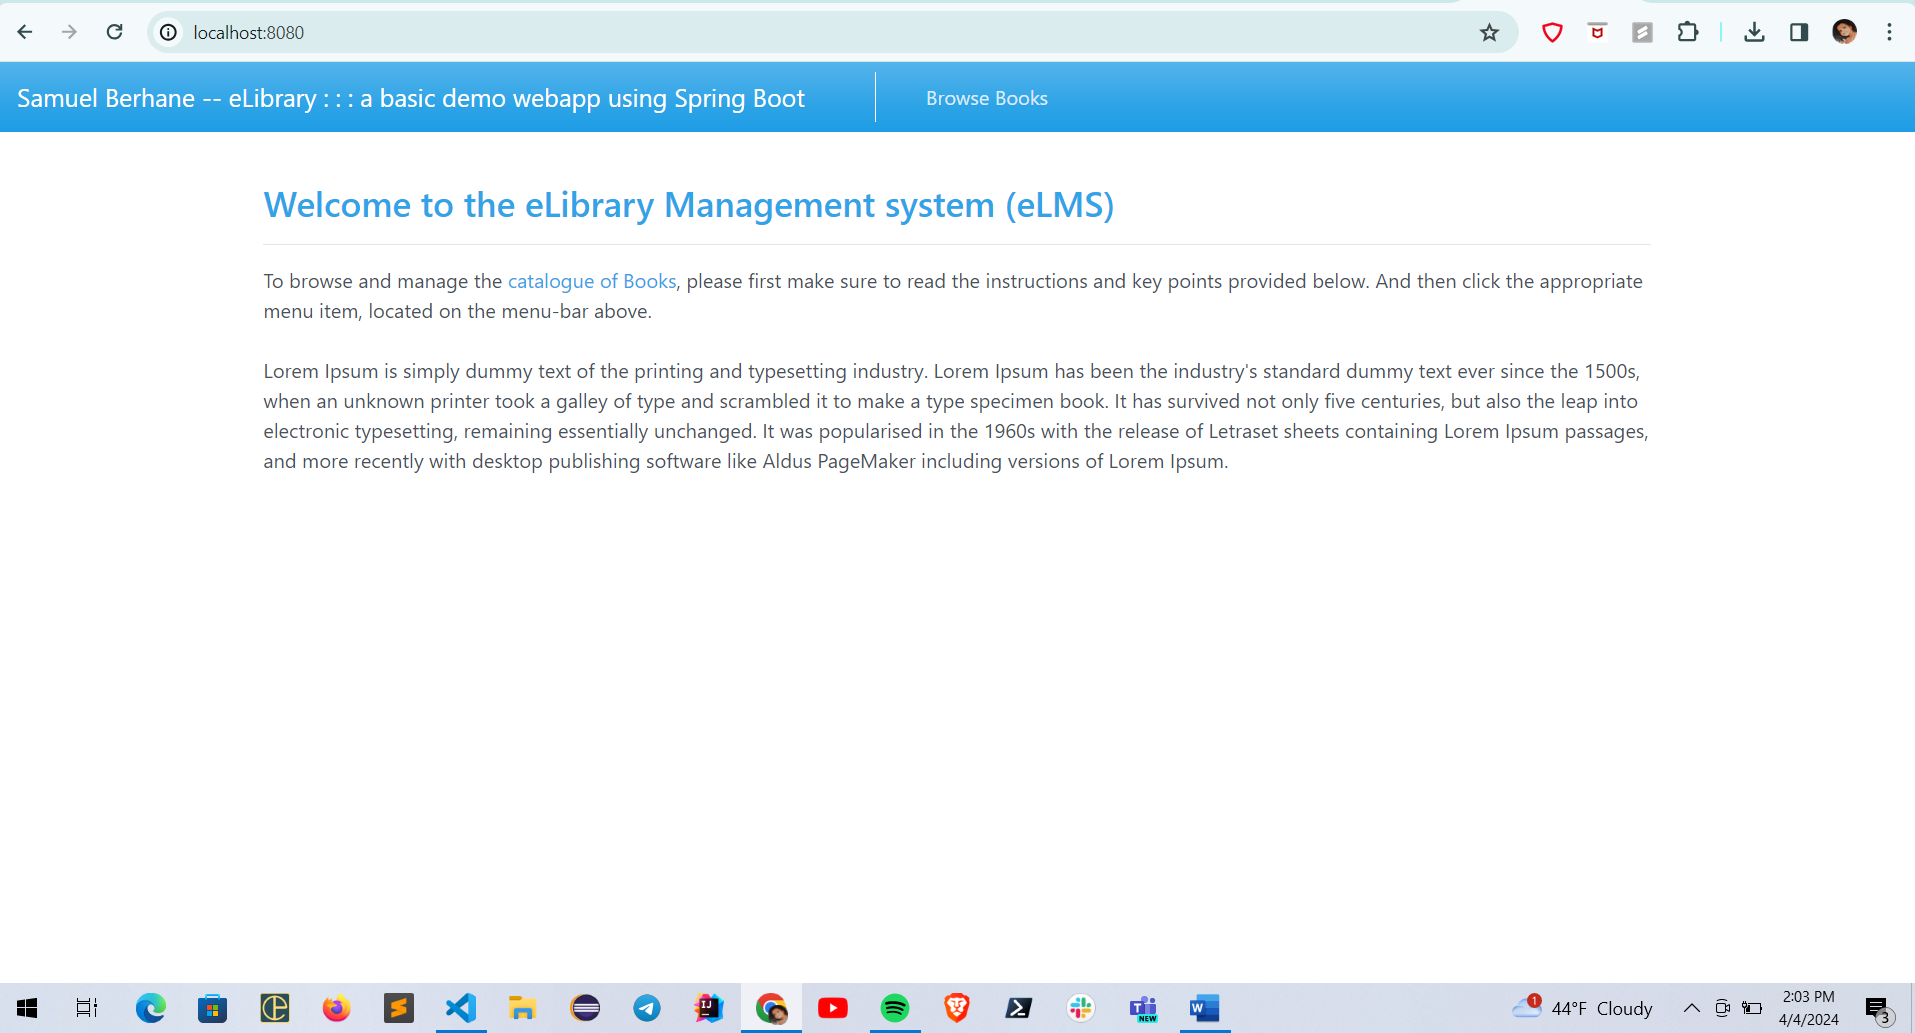 localhost:8080
Samuel Berhane -- eLibrary : : : a basic demo webapp using Spring Boot
Browse Books
Welcome to the eLibrary Management system (eLMS)
To browse and manage the catalogue of Books, please first make sure to read the instructions and key points provided below. And then click the appropriate
menu item, located on the menu-bar above.
Lorem Ipsum is simply dummy text of the printing and typesetting industry. Lorem Ipsum has been the industry's standard dummy text ever since the 1500s,
when an unknown printer took a galley of type and scrambled it to make a type specimen book. It has survived not only five centuries, but also the leap into
electronic typesetting, remaining essentially unchanged. It was popularised in the 1960s with the release of Letraset sheets containing Lorem Ipsum passages,
and more recently with desktop publishing software like Aldus PageMaker including versions of Lorem Ipsum.
IJ
NEW
W
1
44°F Cloudy
2:03 PM
4/4/2024
3